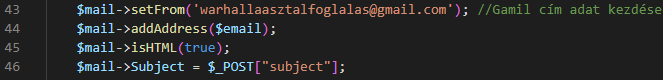 43 $mail->setFrom('warhallaasztalfoglalas@gmail.com'); //Gamil cím adat kezdése
44 $mail->addAddress($email);
45 $mail->isHTML(true);
46 $mail->Subject = $_POST["subject"];